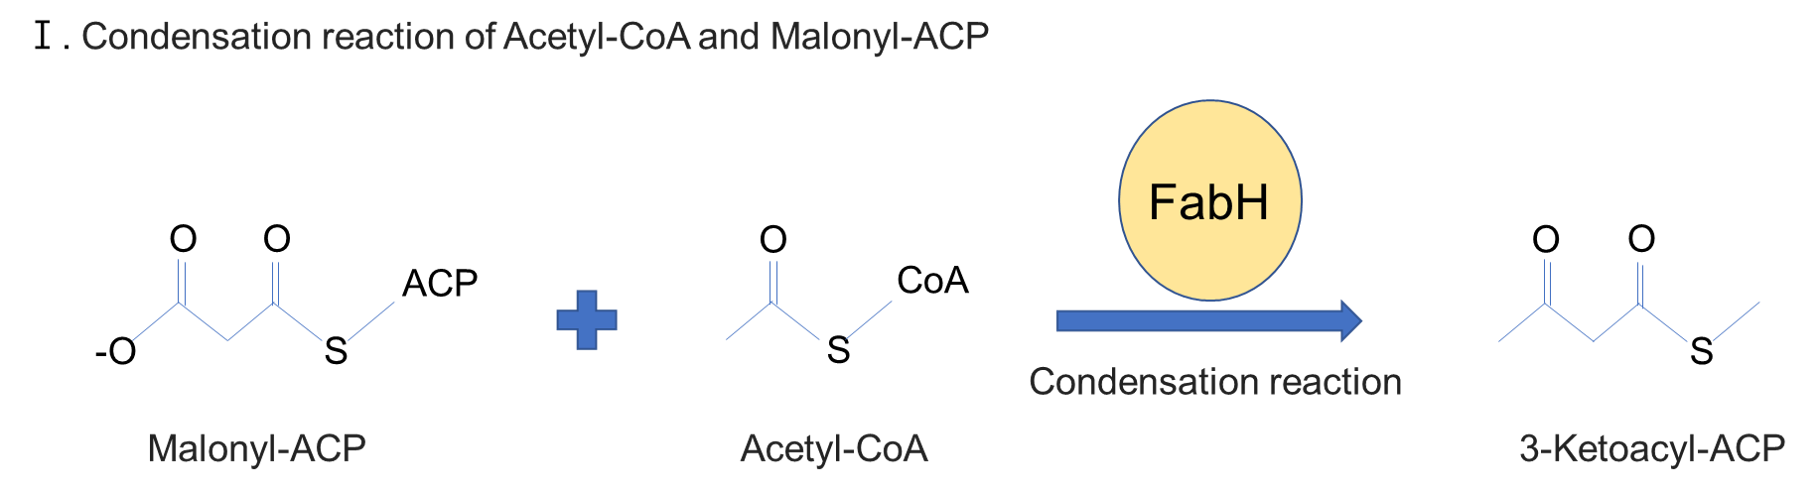 I. Condensation reaction of Acetyl-CoA and Malonyl-ACP
FabH
O O
ACP
-O S
O
CoA
S
O O
S
Condensation reaction
Malonyl-ACP
Acetyl-CoA
3-Ketoacyl-ACP